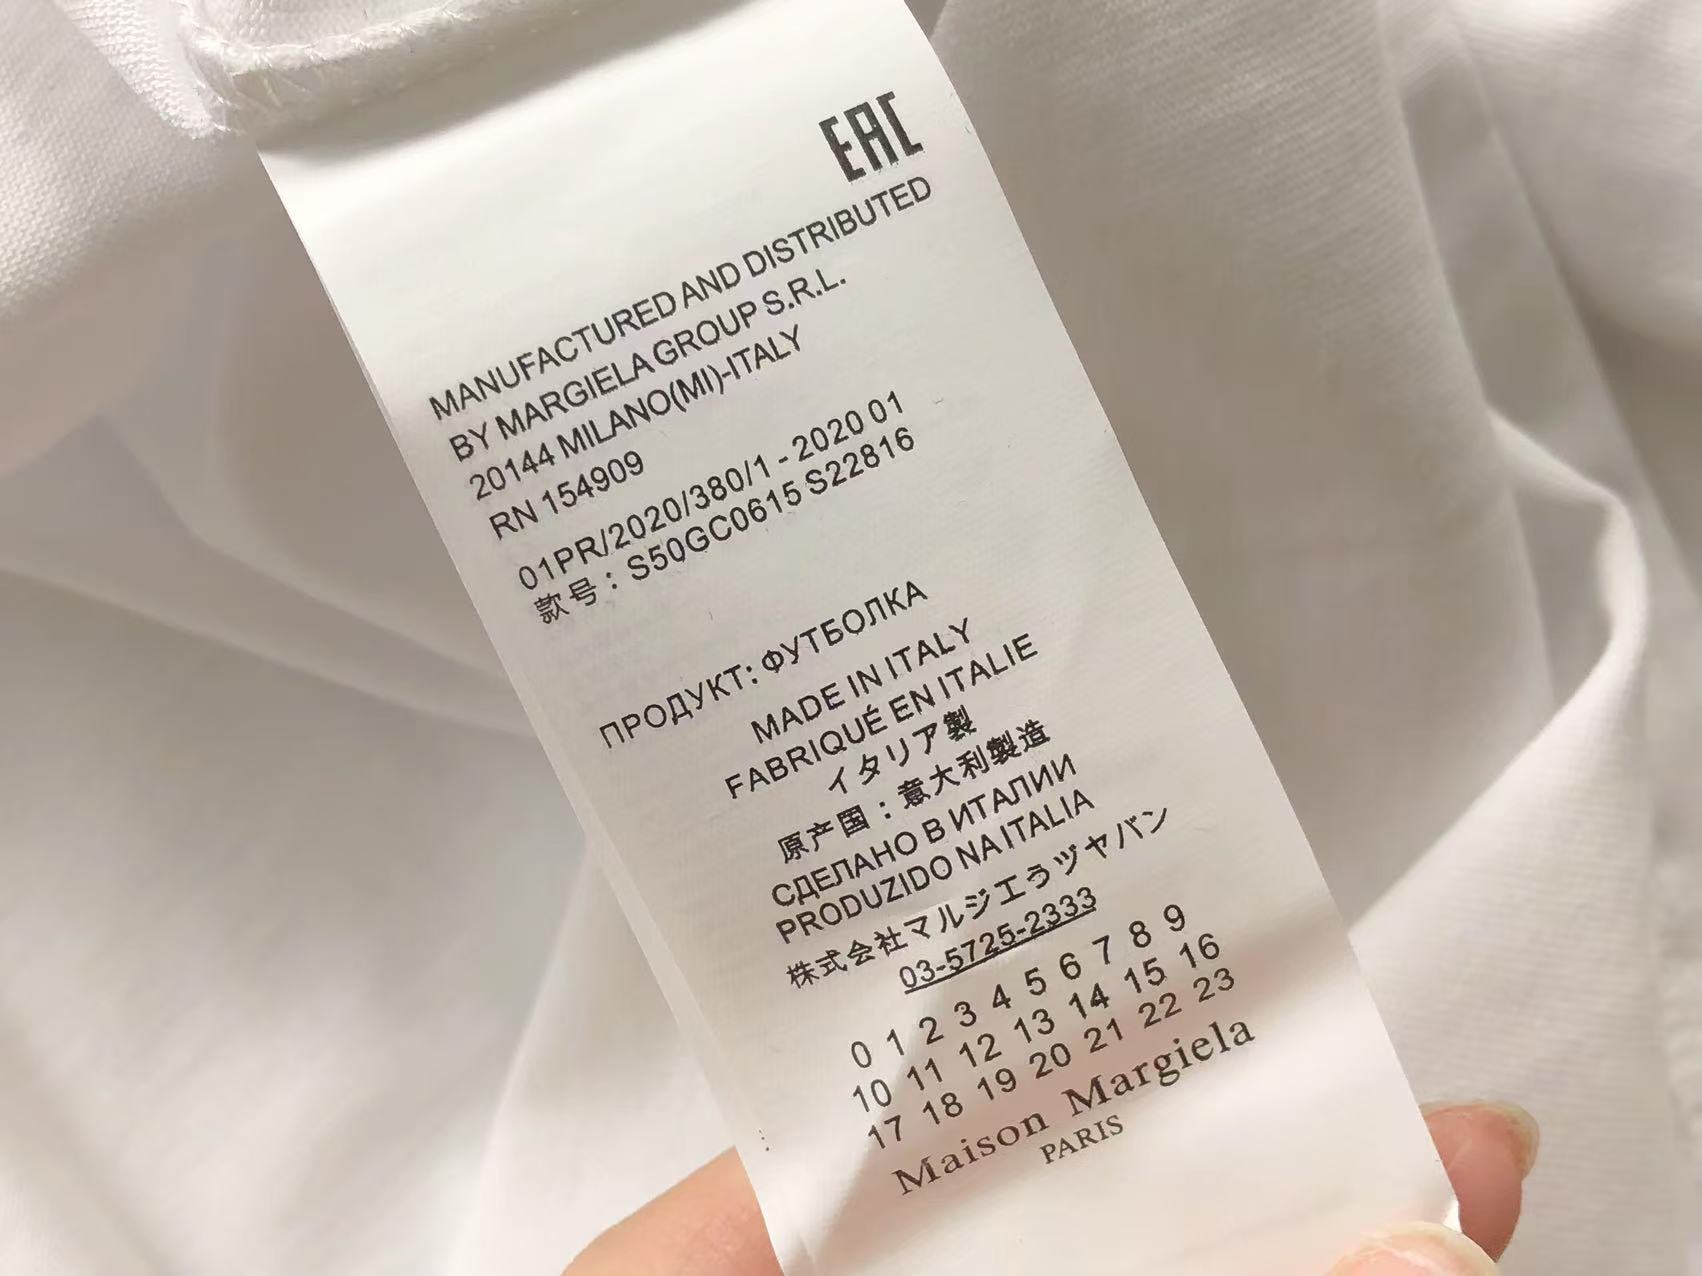 EAC
MANUFACTURED AND DISTRIBUTED
BY MARGIELA GROUP S.R.L.
20144 MILANO(MI)-ITALY
RN 154909
01PR/2020/380/1 - 2020 01
款号：S50GC0615 S22816
ПРОДУКТ: ФУТБОЛКА
MADE IN ITALY
FABRIQUÉ EN ITALIE
イタリア製
原产国：意大利製造
СДЕЛАНО В ИТАЛИИ
PRODUZIDO NA ITALIA
株式会社マルジエらヅヤバン
03-5725-2333
0 1 2 3 4 5 6 7 8 9
10 11 12 13 14 15 16
17 18 19 20 21 22 23
Maison Margiela
PARIS